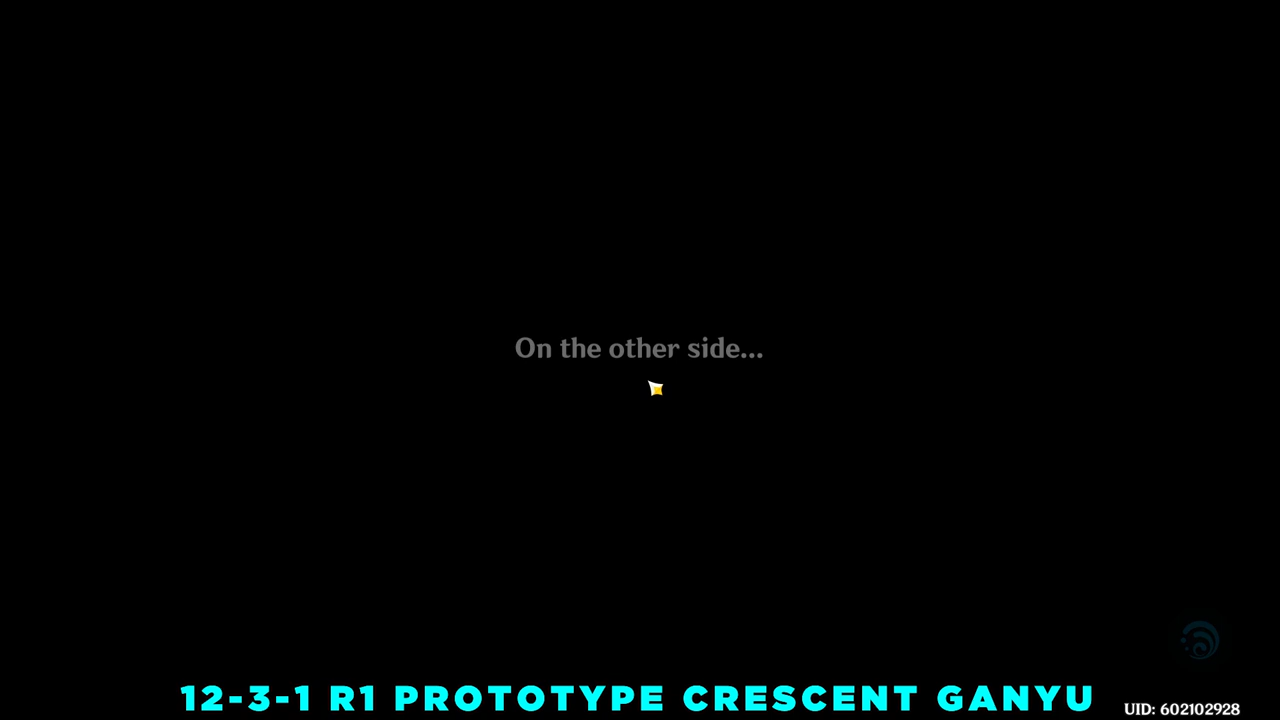 On the other side...
12-3-1 R1 PROTOTYPE CRESCENT GANYU
UID: 602102928